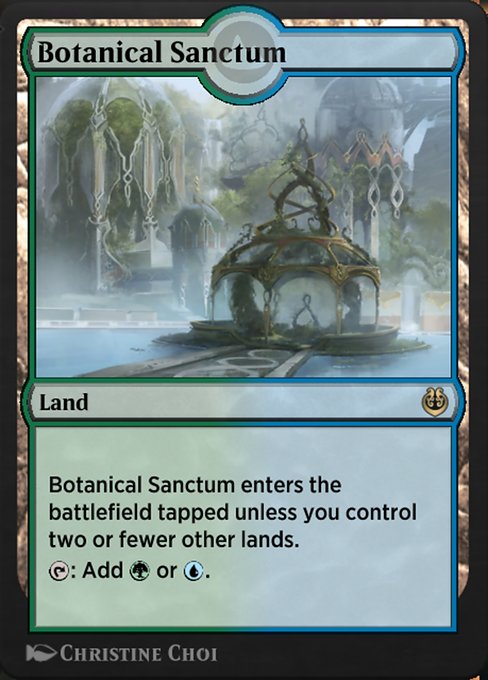 Botanical Sanctum
Land
Botanical Sanctum enters the
battlefield tapped unless you control
two or fewer other lands.
: Add or .
Christine Choi